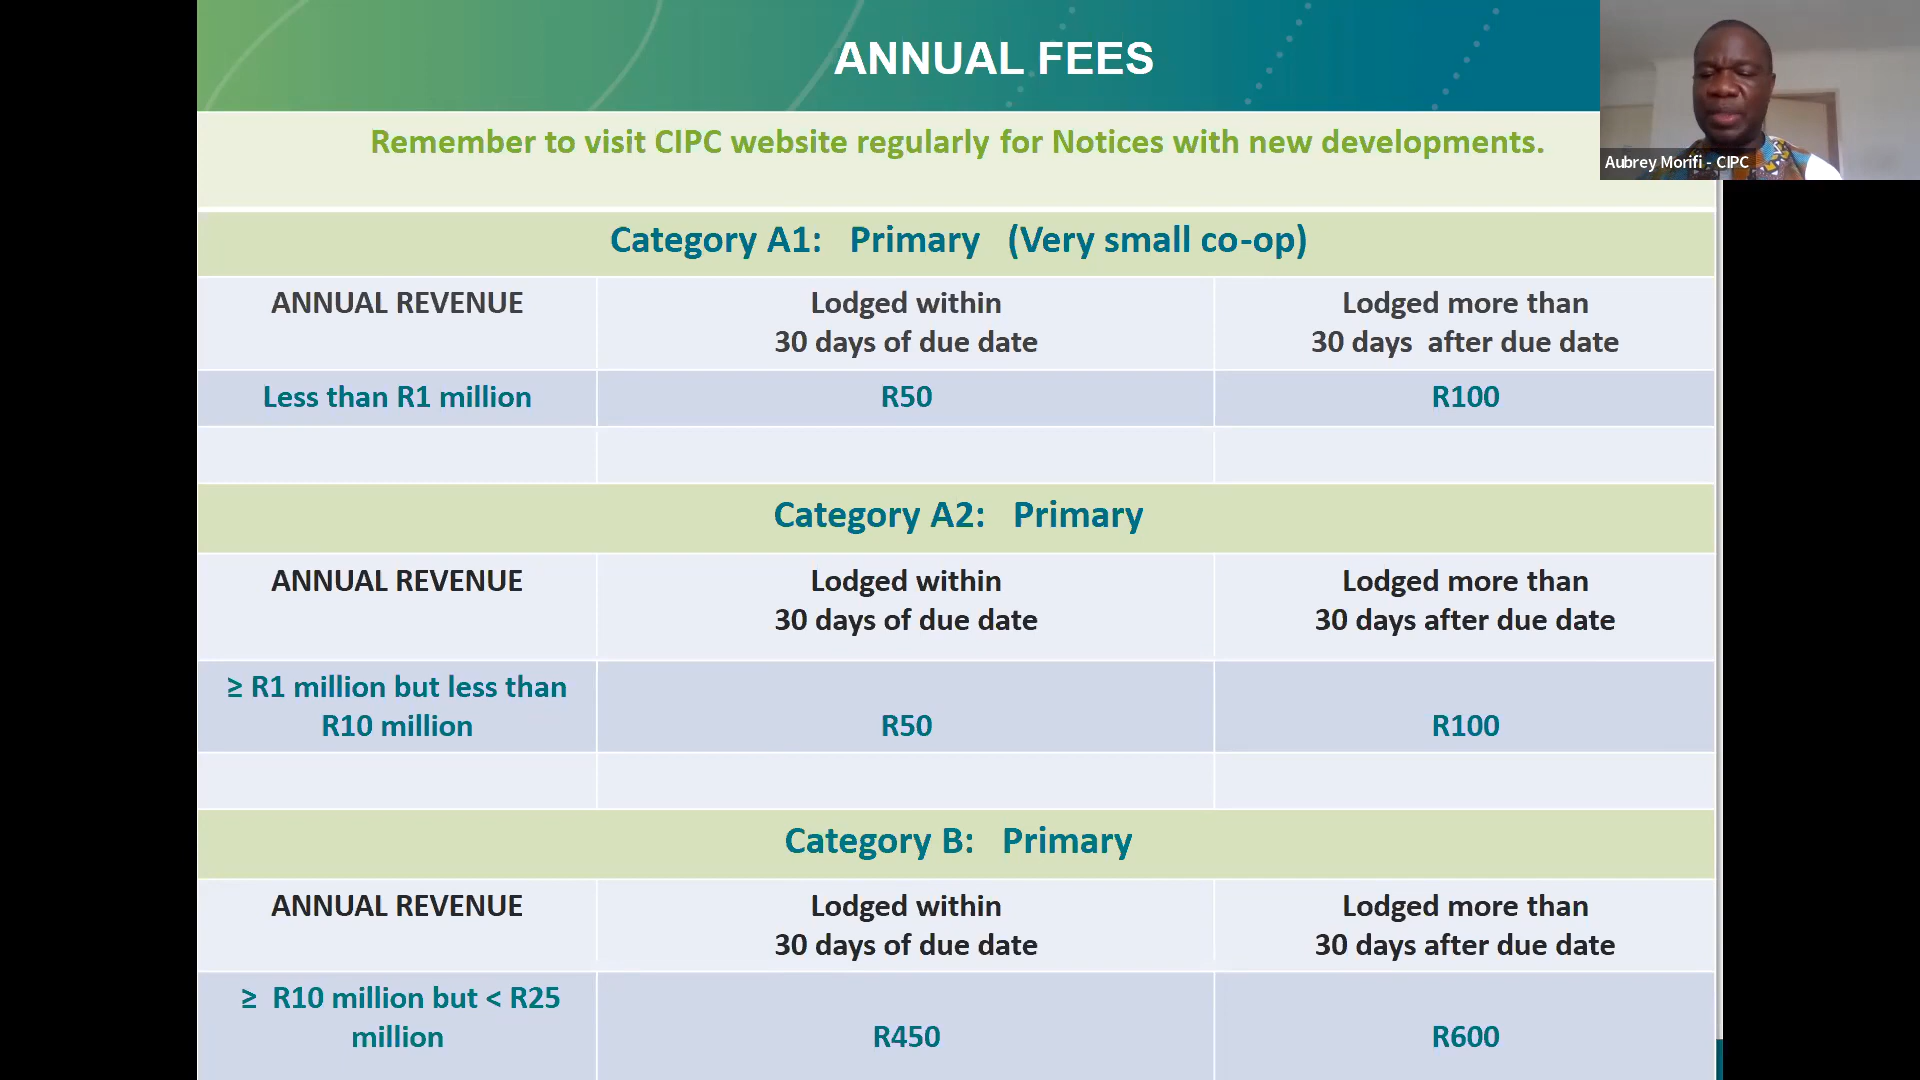 ANNUAL FEES
Remember to visit CIPC website regularly for Notices with new developments.
Aubrey Morifi - CIPC
Category A1: Primary (Very small co-op)
ANNUAL REVENUE
Lodged within
30 days of due date
Lodged more than
30 days after due date
Less than R1 million
R50
R100
Category A2: Primary
ANNUAL REVENUE
Lodged within
30 days of due date
Lodged more than
30 days after due date
≥ R1 million but less than
R10 million
R50
R100
Category B: Primary
ANNUAL REVENUE
Lodged within
30 days of due date
Lodged more than
30 days after due date
≥ R10 million but < R25
million
R450
R600